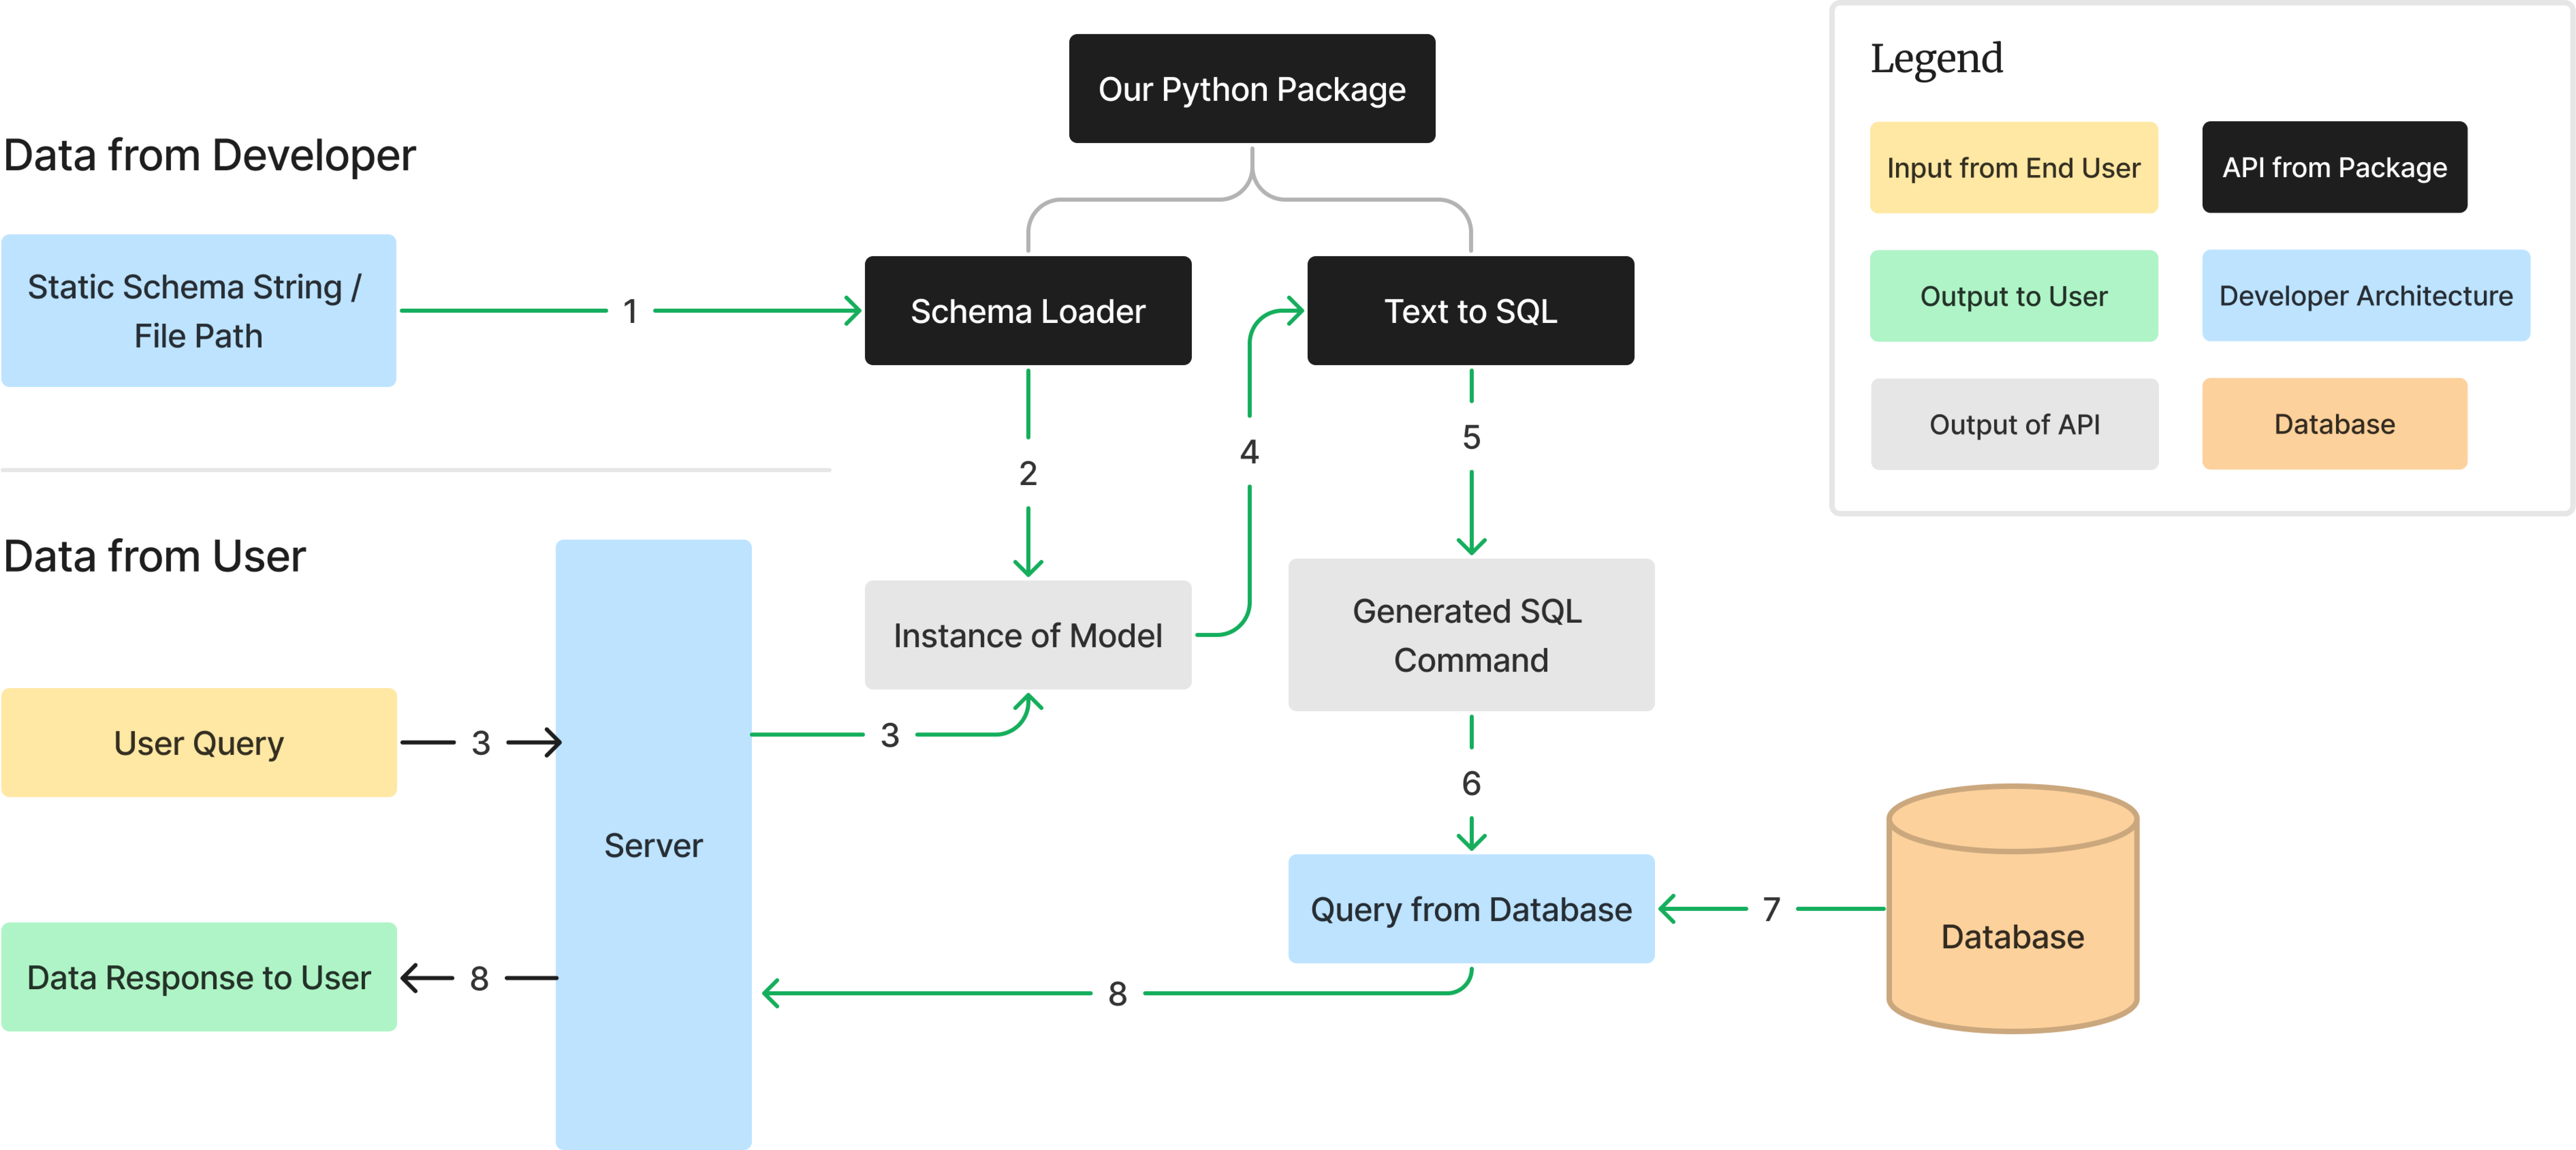 Our Python Package
Legend
Input from End User
API from Package
Output to User
Developer Architecture
Output of API
Database
Data from Developer
Static Schema String /
File Path
1
Schema Loader
Text to SQL
2
4
5
Data from User
Instance of Model
Generated SQL
Command
User Query
3
Server
3
6
Query from Database
7
Database
Data Response to User
8
8